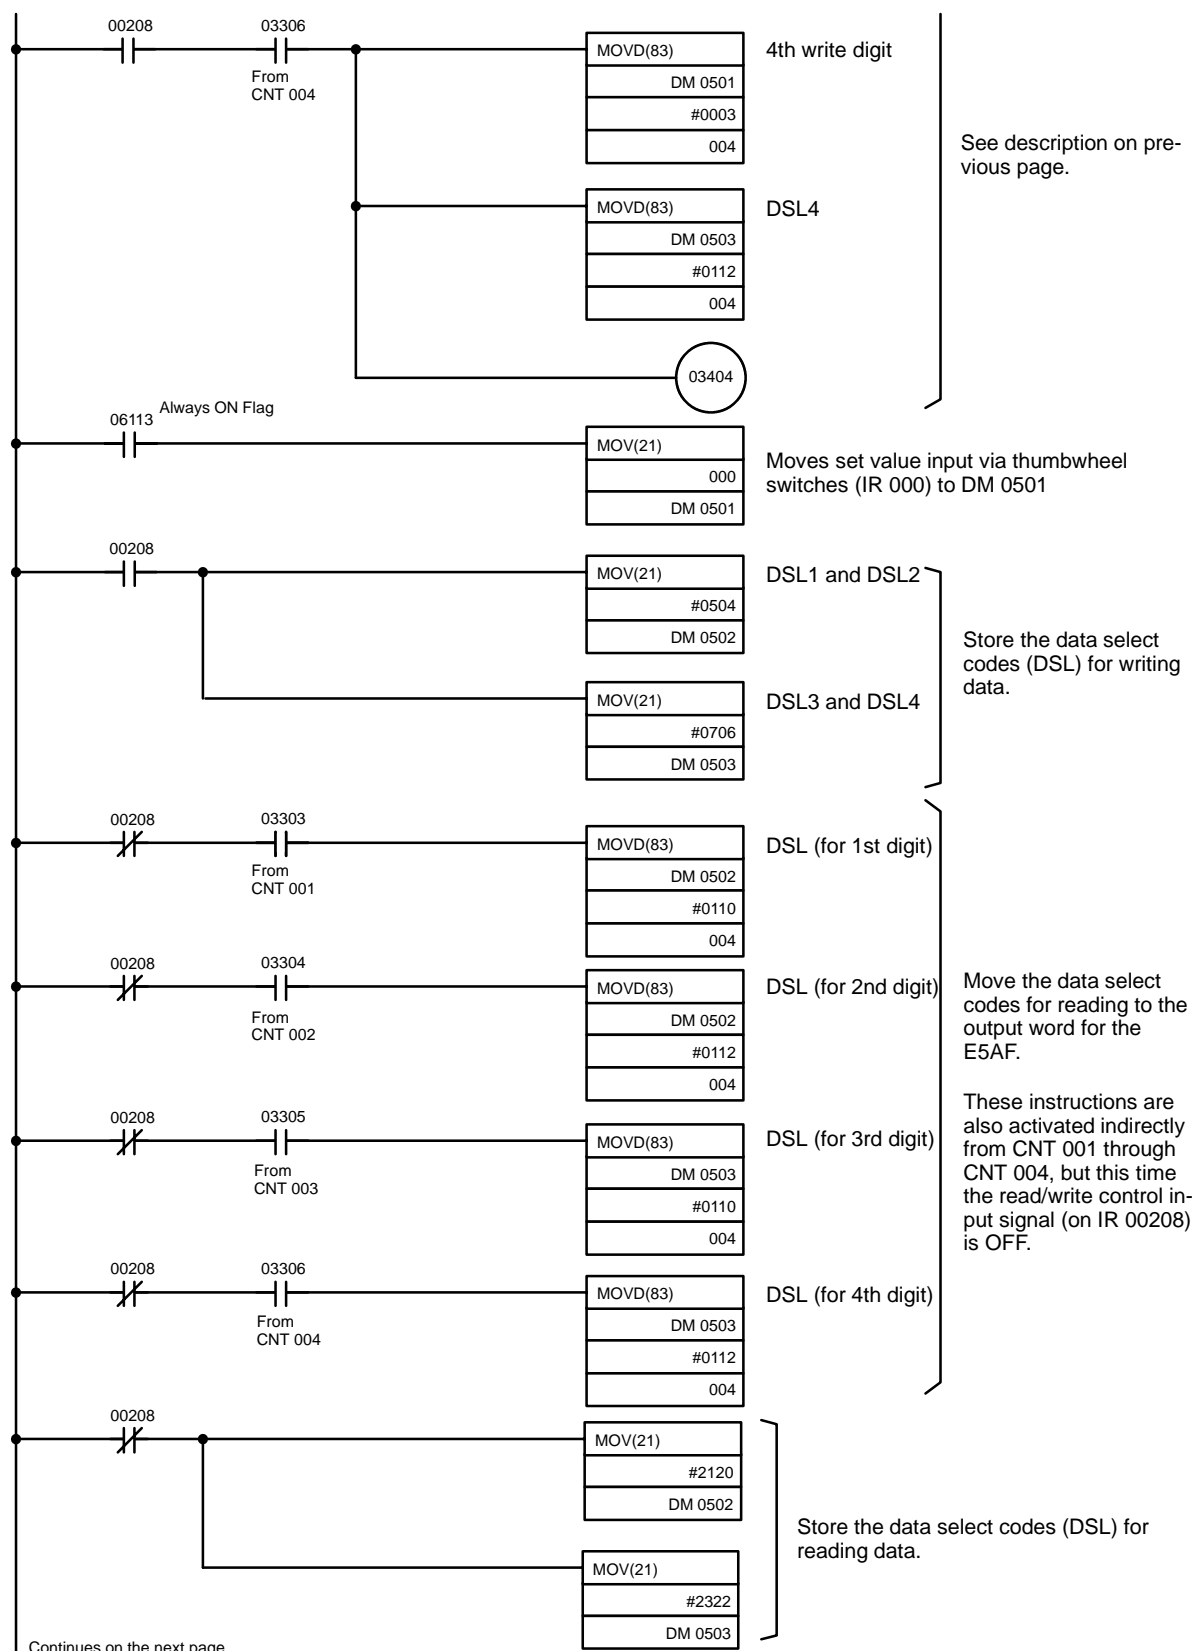 00208 03306
From
CNT 004
MOVD(83)
DM 0501
#0003
004
4th write digit
See description on pre-
vious page.
MOVD(83)
DM 0503
#0112
004
DSL4
03404
06113 Always ON Flag
MOV(21)
000
DM 0501
Moves set value input via thumbwheel
switches (IR 000) to DM 0501
00208
MOV(21)
#0504
DM 0502
DSL1 and DSL2
MOV(21)
#0706
DM 0503
DSL3 and DSL4
Store the data select
codes (DSL) for writing
data.
00208 03303
From
CNT 001
MOVD(83)
DM 0502
#0110
004
DSL (for 1st digit)
00208 03304
From
CNT 002
MOVD(83)
DM 0502
#0112
004
DSL (for 2nd digit)
Move the data select
codes for reading to the
output word for the
E5AF.
These instructions are
also activated indirectly
from CNT 001 through
CNT 004, but this time
the read/write control in-
put signal (on IR 00208)
is OFF.
00208 03305
From
CNT 003
MOVD(83)
DM 0503
#0110
004
DSL (for 3rd digit)
00208 03306
From
CNT 004
MOVD(83)
DM 0503
#0112
004
DSL (for 4th digit)
00208
MOV(21)
#2120
DM 0502
MOV(21)
#2322
DM 0503
Store the data select codes (DSL) for
reading data.
Continues on the next page